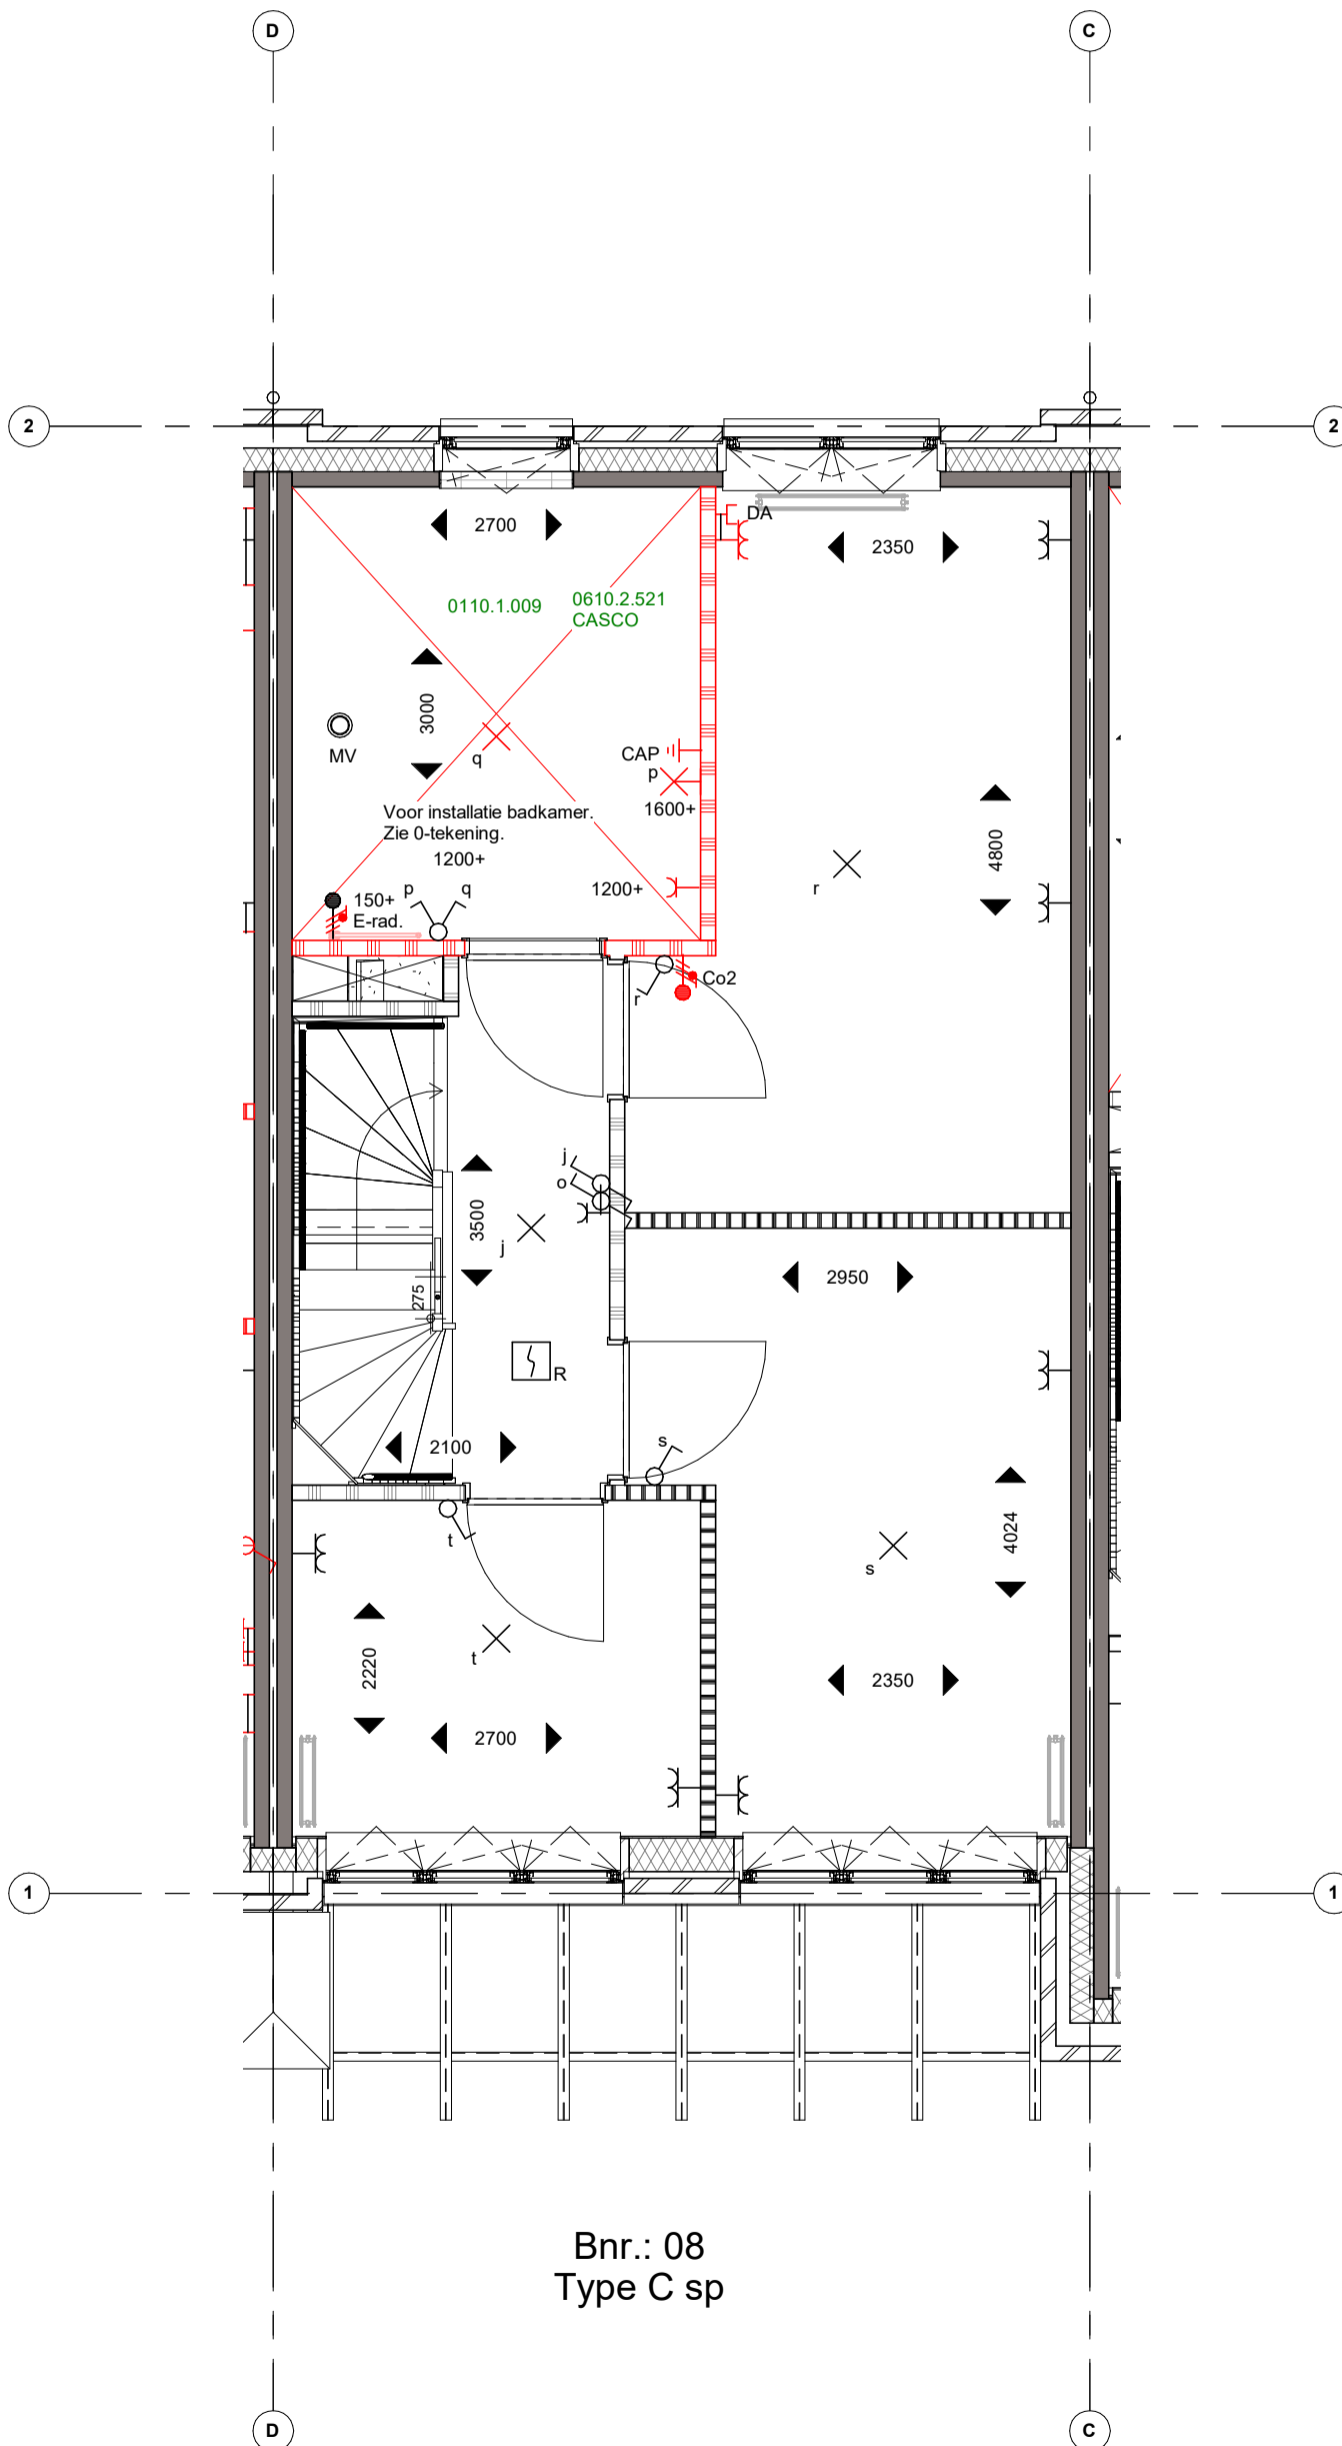 D
C
2
2
2700
DA
2350
0110.1.009
0610.2.521
CASCO
3000
MV
q
CAP
p
1600+
Voor installatie badkamer.
Zie 0-tekening.
1200+
4800
r
p
q
1200+
150+
E-rad.
r
Co2
j
o
3500
j
2950
275
R
2100
s
t
4024
s
2220
t
2350
2700
1
1
Bnr.: 08
Type C sp
D
C